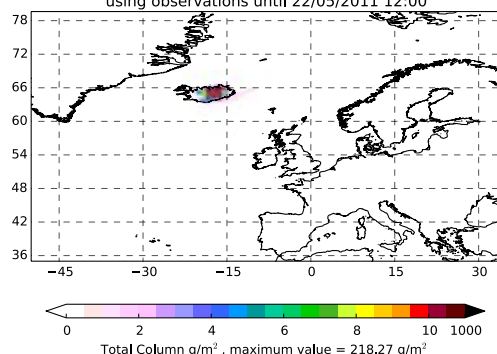 using observations until 22/05/2011 12:00
78
72
66
60
54
48
42
36
−45 −30 −15 0 15 30
0 2 4 6 8 10 1000
Total Column g/m² , maximum value = 218.27 g/m²